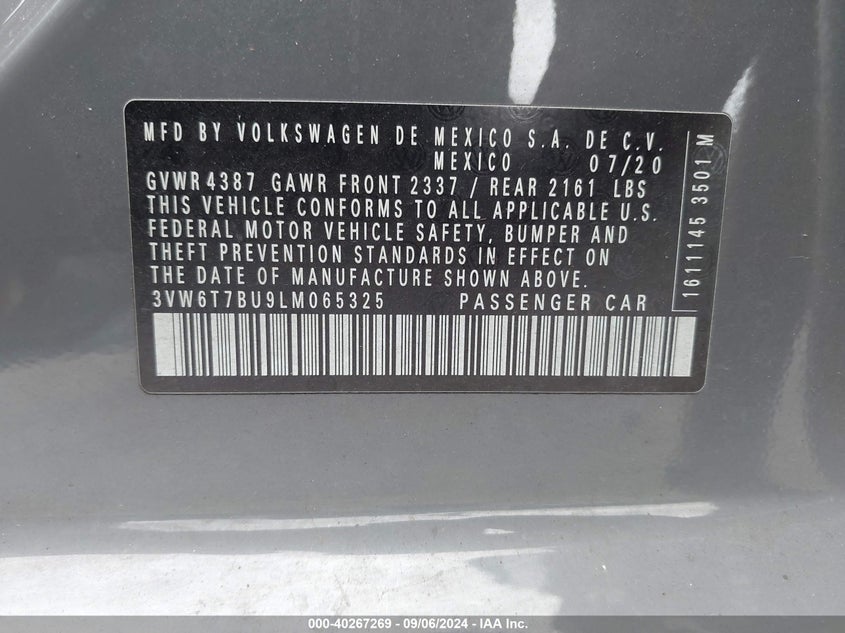 MFD BY VOLKSWAGEN DE MEXICO S.A. DE C.V.
MEXICO 07/20
GVWR 4387 GAWR FRONT 2337 / REAR 2161 LBS
THIS VEHICLE CONFORMS TO ALL APPLICABLE U.S.
FEDERAL MOTOR VEHICLE SAFETY, BUMPER AND
THEFT PREVENTION STANDARDS IN EFFECT ON
THE DATE OF MANUFACTURE SHOWN ABOVE.
3VW6T7BU9LM065325 PASSENGER CAR
1611145 3501 M
000-40267269 - 09/06/2024 - IAA Inc.